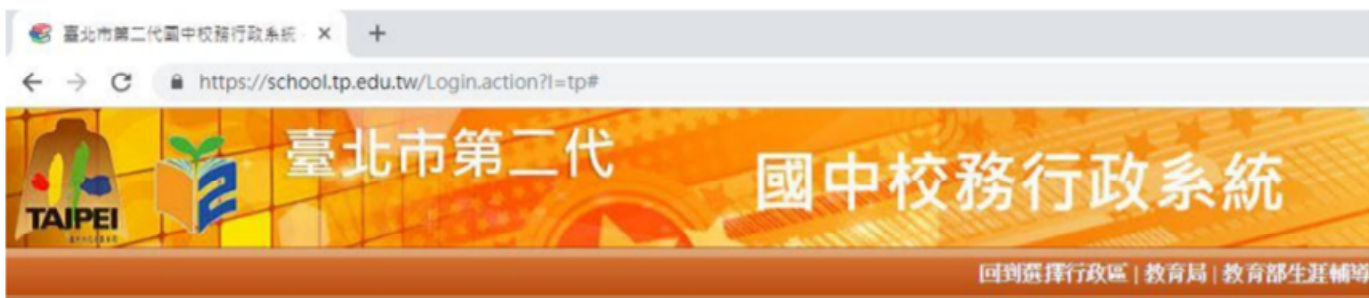 臺北市第二代國中校務行政系統
https://school.tp.edu.tw/Login.action?l=tp#
臺北市第二代
國中校務行政系統
TAIPEI
回到選擇行政區 | 教育局 | 教育部生涯輔導